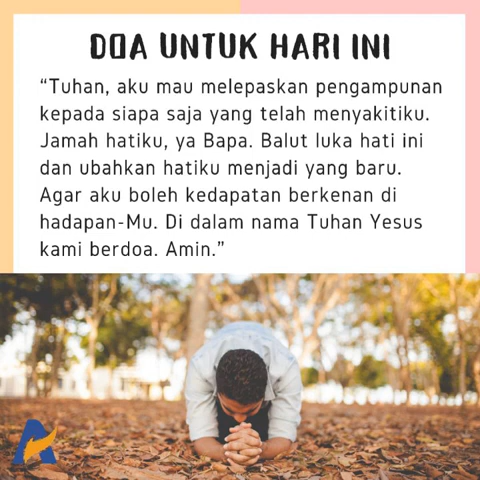 DOA UNTUK HARI INI
“Tuhan, aku mau melepaskan pengampunan
kepada siapa saja yang telah menyakitiku.
Jamah hatiku, ya Bapa. Balut luka hati ini
dan ubahkan hatiku menjadi yang baru.
Agar aku boleh kedapatan berkenan di
hadapan-Mu. Di dalam nama Tuhan Yesus
kami berdoa. Amin.”